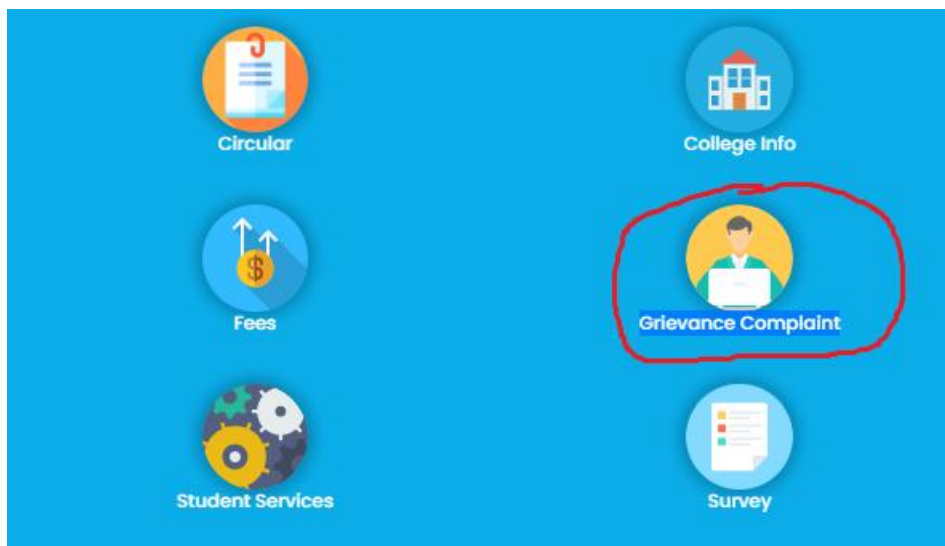 Circular
College Info
Fees
Grievance Complaint
Student Services
Survey